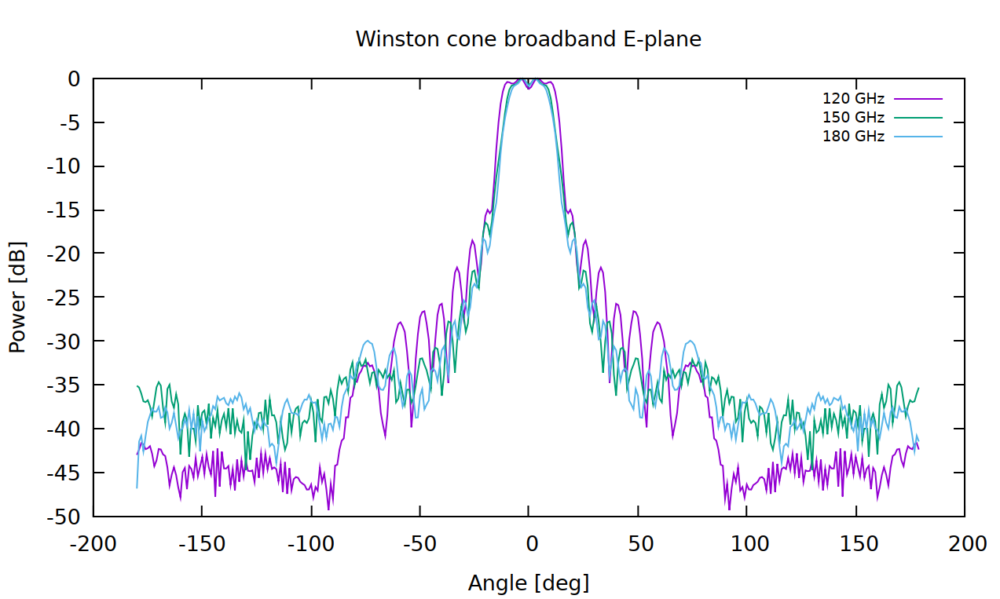 Winston cone broadband E-plane
120 GHz
150 GHz
180 GHz
0
-5
-10
-15
-20
-25
-30
-35
-40
-45
-50
Power [dB]
-200 -150 -100 -50 0 50 100 150 200
Angle [deg]